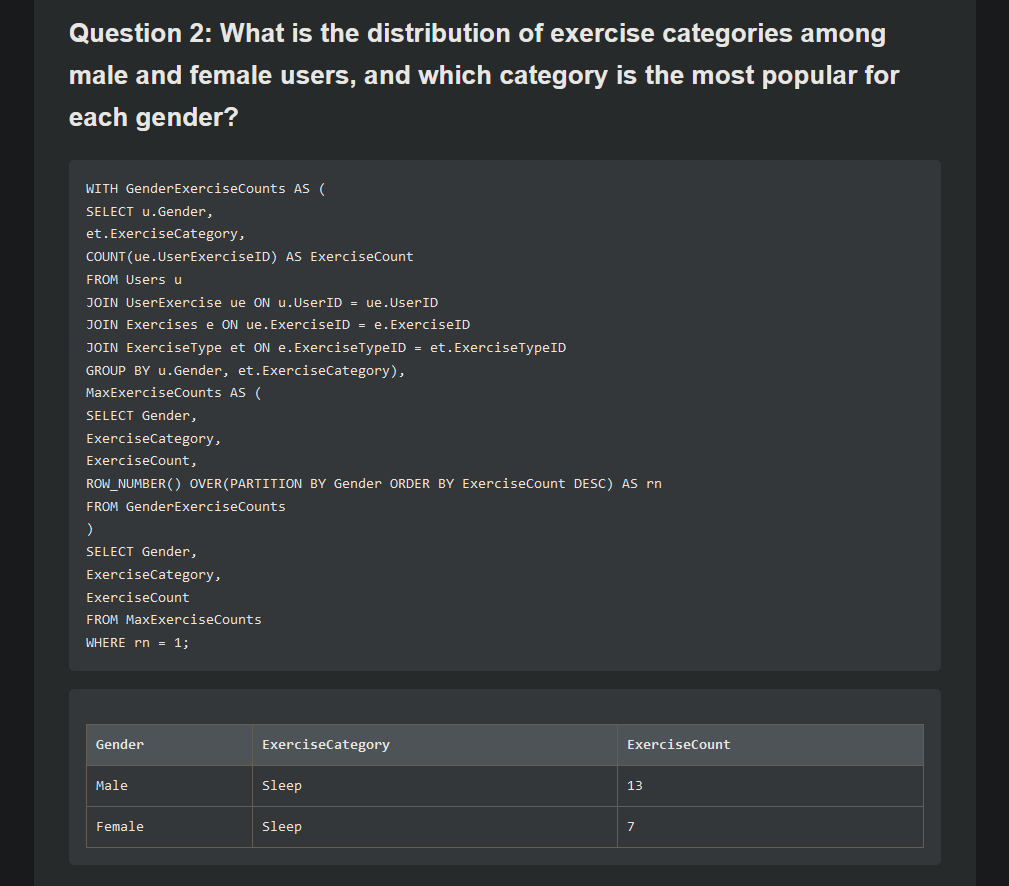 Question 2: What is the distribution of exercise categories among
male and female users, and which category is the most popular for
each gender?
WITH GenderExerciseCounts AS (
SELECT u.Gender,
et.ExerciseCategory,
COUNT(ue.UserExerciseID) AS ExerciseCount
FROM Users u
JOIN UserExercise ue ON u.UserID = ue.UserID
JOIN Exercises e ON ue.ExerciseID = e.ExerciseID
JOIN ExerciseType et ON e.ExerciseTypeID = et.ExerciseTypeID
GROUP BY u.Gender, et.ExerciseCategory),
MaxExerciseCounts AS (
SELECT Gender,
ExerciseCategory,
ExerciseCount,
ROW_NUMBER() OVER(PARTITION BY Gender ORDER BY ExerciseCount DESC) AS rn
FROM GenderExerciseCounts
)
SELECT Gender,
ExerciseCategory,
ExerciseCount
FROM MaxExerciseCounts
WHERE rn = 1;
Gender ExerciseCategory ExerciseCount
Male Sleep 13
Female Sleep 7